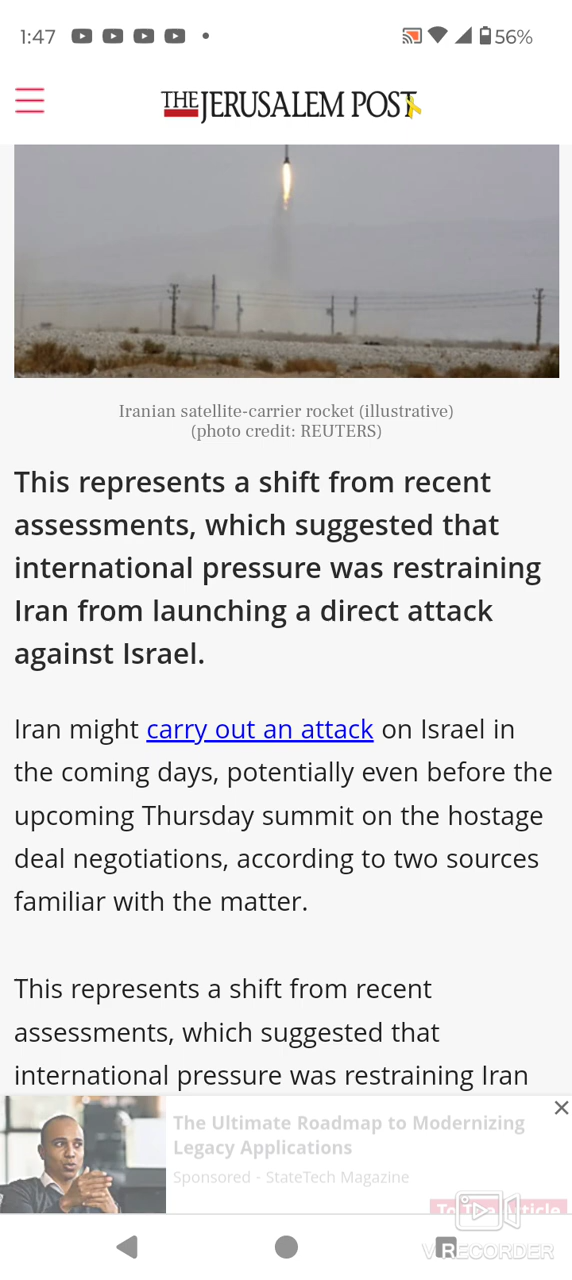 1:47
56%
THE JERUSALEM POST
Iranian satellite-carrier rocket (illustrative)
(photo credit: REUTERS)
This represents a shift from recent
assessments, which suggested that
international pressure was restraining
Iran from launching a direct attack
against Israel.
Iran might carry out an attack on Israel in
the coming days, potentially even before the
upcoming Thursday summit on the hostage
deal negotiations, according to two sources
familiar with the matter.
This represents a shift from recent
assessments, which suggested that
international pressure was restraining Iran
The Ultimate Roadmap to Modernizing
Legacy Applications
Sponsored - StateTech Magazine
To The Article
VRECORDER